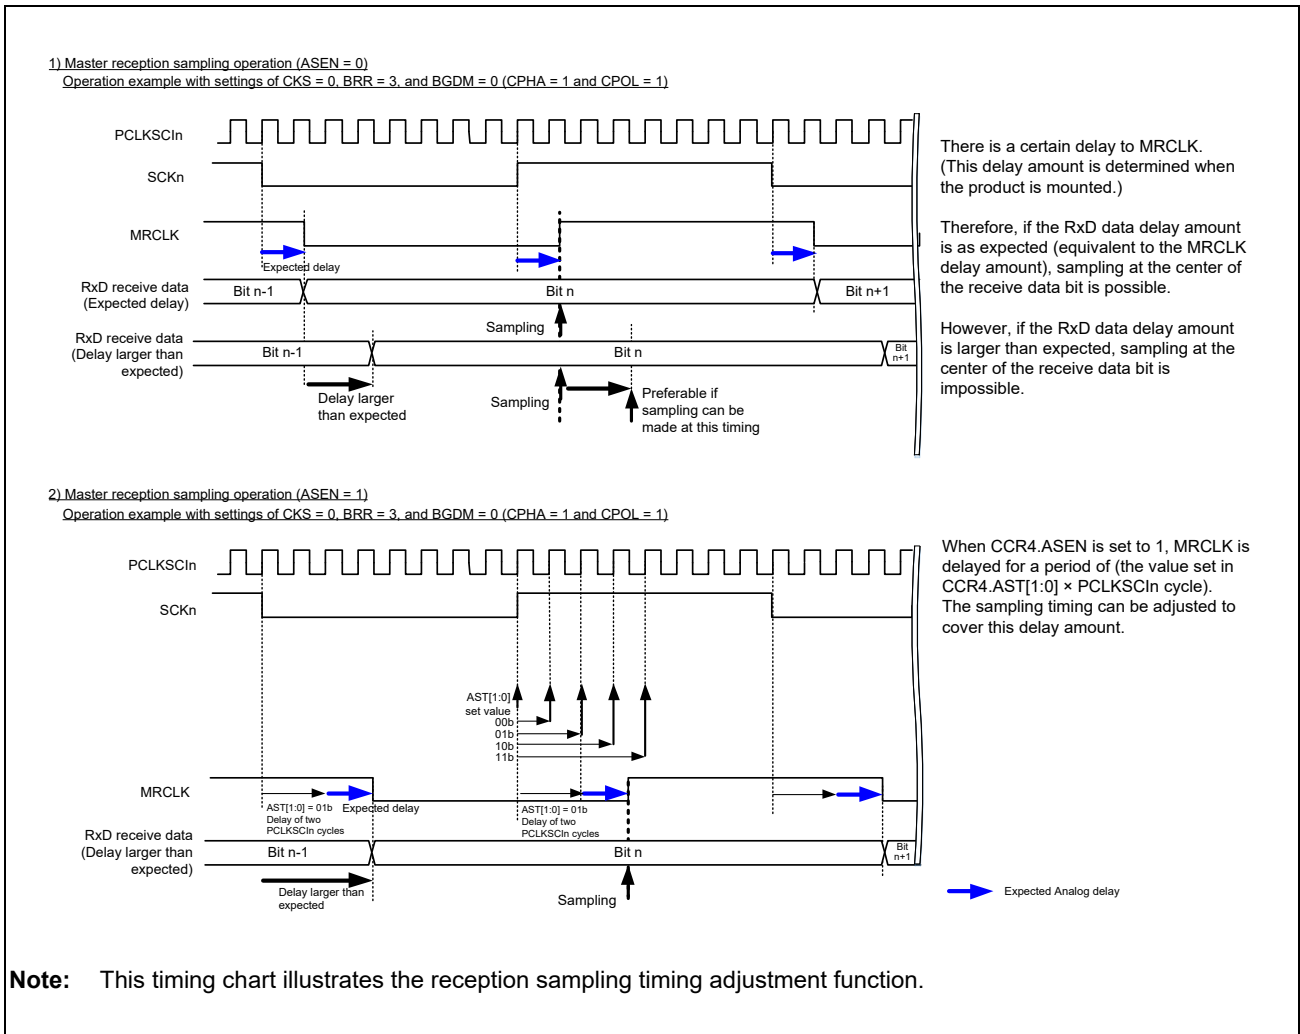 1) Master reception sampling operation (ASEN = 0)
Operation example with settings of CKS = 0, BRR = 3, and BGDM = 0 (CPHA = 1 and CPOL = 1)
PCLKSCIn
SCKn
MRCLK
Expected delay
RxD receive data
(Expected delay)
Bit n-1
Bit n
Bit n+1
Sampling
RxD receive data
(Delay larger than
expected)
Bit n-1
Bit n
Bit
n+1
Delay larger
than expected
Sampling
Preferable if
sampling can be
made at this timing
There is a certain delay to MRCLK.
(This delay amount is determined when
the product is mounted.)
Therefore, if the RxD data delay amount
is as expected (equivalent to the MRCLK
delay amount), sampling at the center of
the receive data bit is possible.
However, if the RxD data delay amount
is larger than expected, sampling at the
center of the receive data bit is
impossible.
2) Master reception sampling operation (ASEN = 1)
Operation example with settings of CKS = 0, BRR = 3, and BGDM = 0 (CPHA = 1 and CPOL = 1)
PCLKSCIn
SCKn
AST[1:0]
set value
00b
01b
10b
11b
MRCLK
AST[1:0] = 01b
Delay of two
PCLKSCIn cycles
Expected delay
AST[1:0] = 01b
Delay of two
PCLKSCIn cycles
RxD receive data
(Delay larger than
expected)
Bit n-1
Bit n
Bit
n+1
Delay larger than
expected
Sampling
When CCR4.ASEN is set to 1, MRCLK is
delayed for a period of (the value set in
CCR4.AST[1:0] × PCLKSCIn cycle).
The sampling timing can be adjusted to
cover this delay amount.
Expected Analog delay
Note: This timing chart illustrates the reception sampling timing adjustment function.